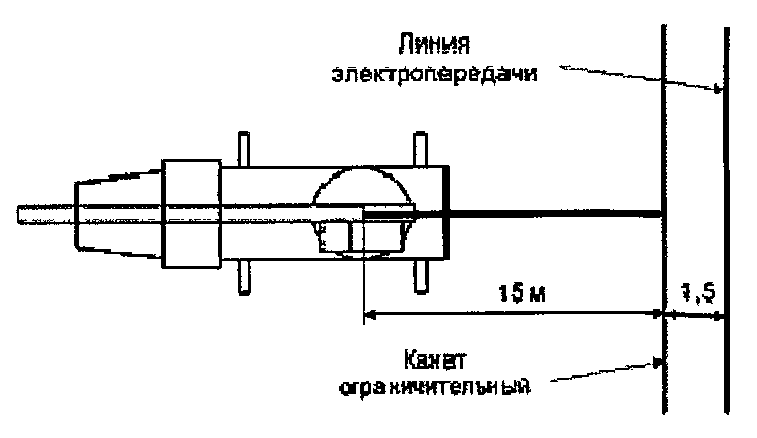 Линия
электропередачи
15 м
1,5
Канат
ограничительный